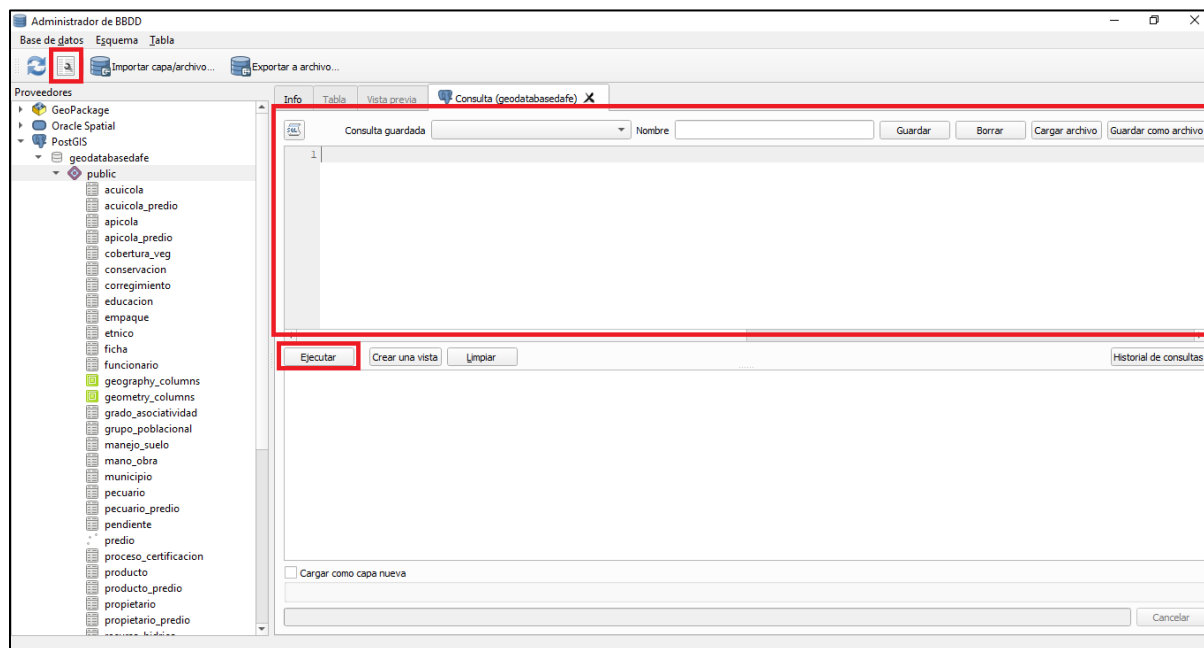 Administrador de BBDD
Base de datos Esquema Tabla
Importar capa/archivo... Exportar a archivo...
Proveedores
GeoPackage
Oracle Spatial
PostGIS
geodatabasedafe
public
acuicola
acuicola_predio
apicola
apicola_predio
cobertura_veg
conservacion
corregimiento
educacion
empaque
etnico
ficha
funcionario
geography_columns
geometry_columns
grado_asociatividad
grupo_poblacional
manejo_suelo
mano_obra
municipio
pecuario
pecuario_predio
pendiente
predio
proceso_certificacion
producto
producto_predio
propietario
propietario_predio
Info Tabla Vista previa Consulta (geodatabasedafe) X
SQL Consulta guardada Nombre Guardar Borrar Cargar archivo Guardar como archivo
1
Ejecutar Crear una vista Limpiar Historial de consultas
Cargar como capa nueva
Cancelar